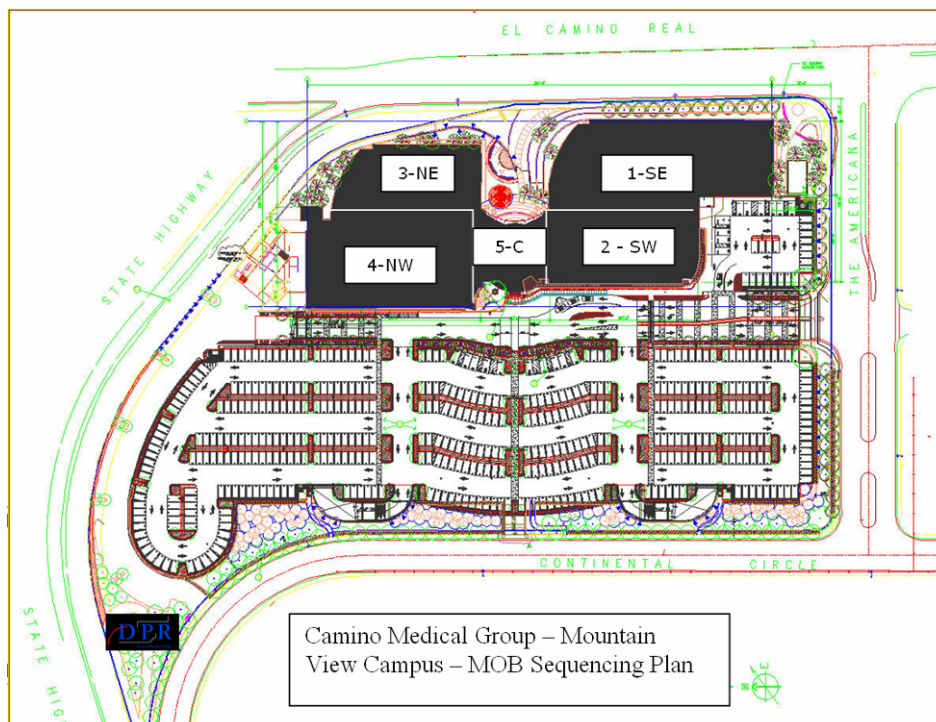 EL CAMINO REAL
STATE HIGHWAY
THE AMERICANA
3-NE
1-SE
5-C
2 - SW
4-NW
CONTINENTAL CIRCLE
STATE HIGH
DPR
Camino Medical Group – Mountain
View Campus – MOB Sequencing Plan
E